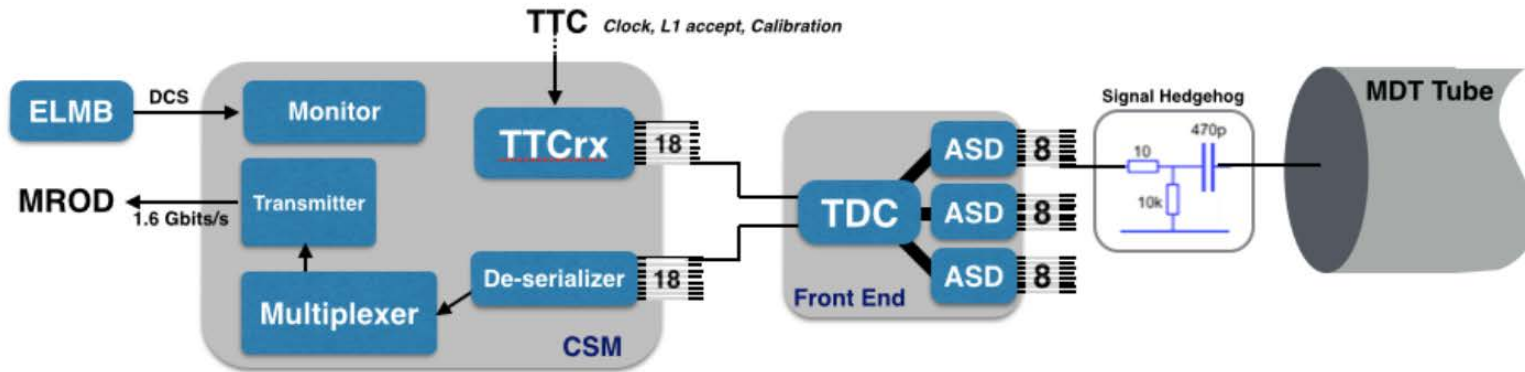 TTC Clock, L1 accept, Calibration
ELMB
DCS
Monitor
TTCrx
18
MROD
1.6 Gbits/s
Transmitter
Multiplexer
De-serializer
18
CSM
TDC
ASD
8
ASD
8
ASD
8
Front End
Signal Hedgehog
470p
10
10k
MDT Tube